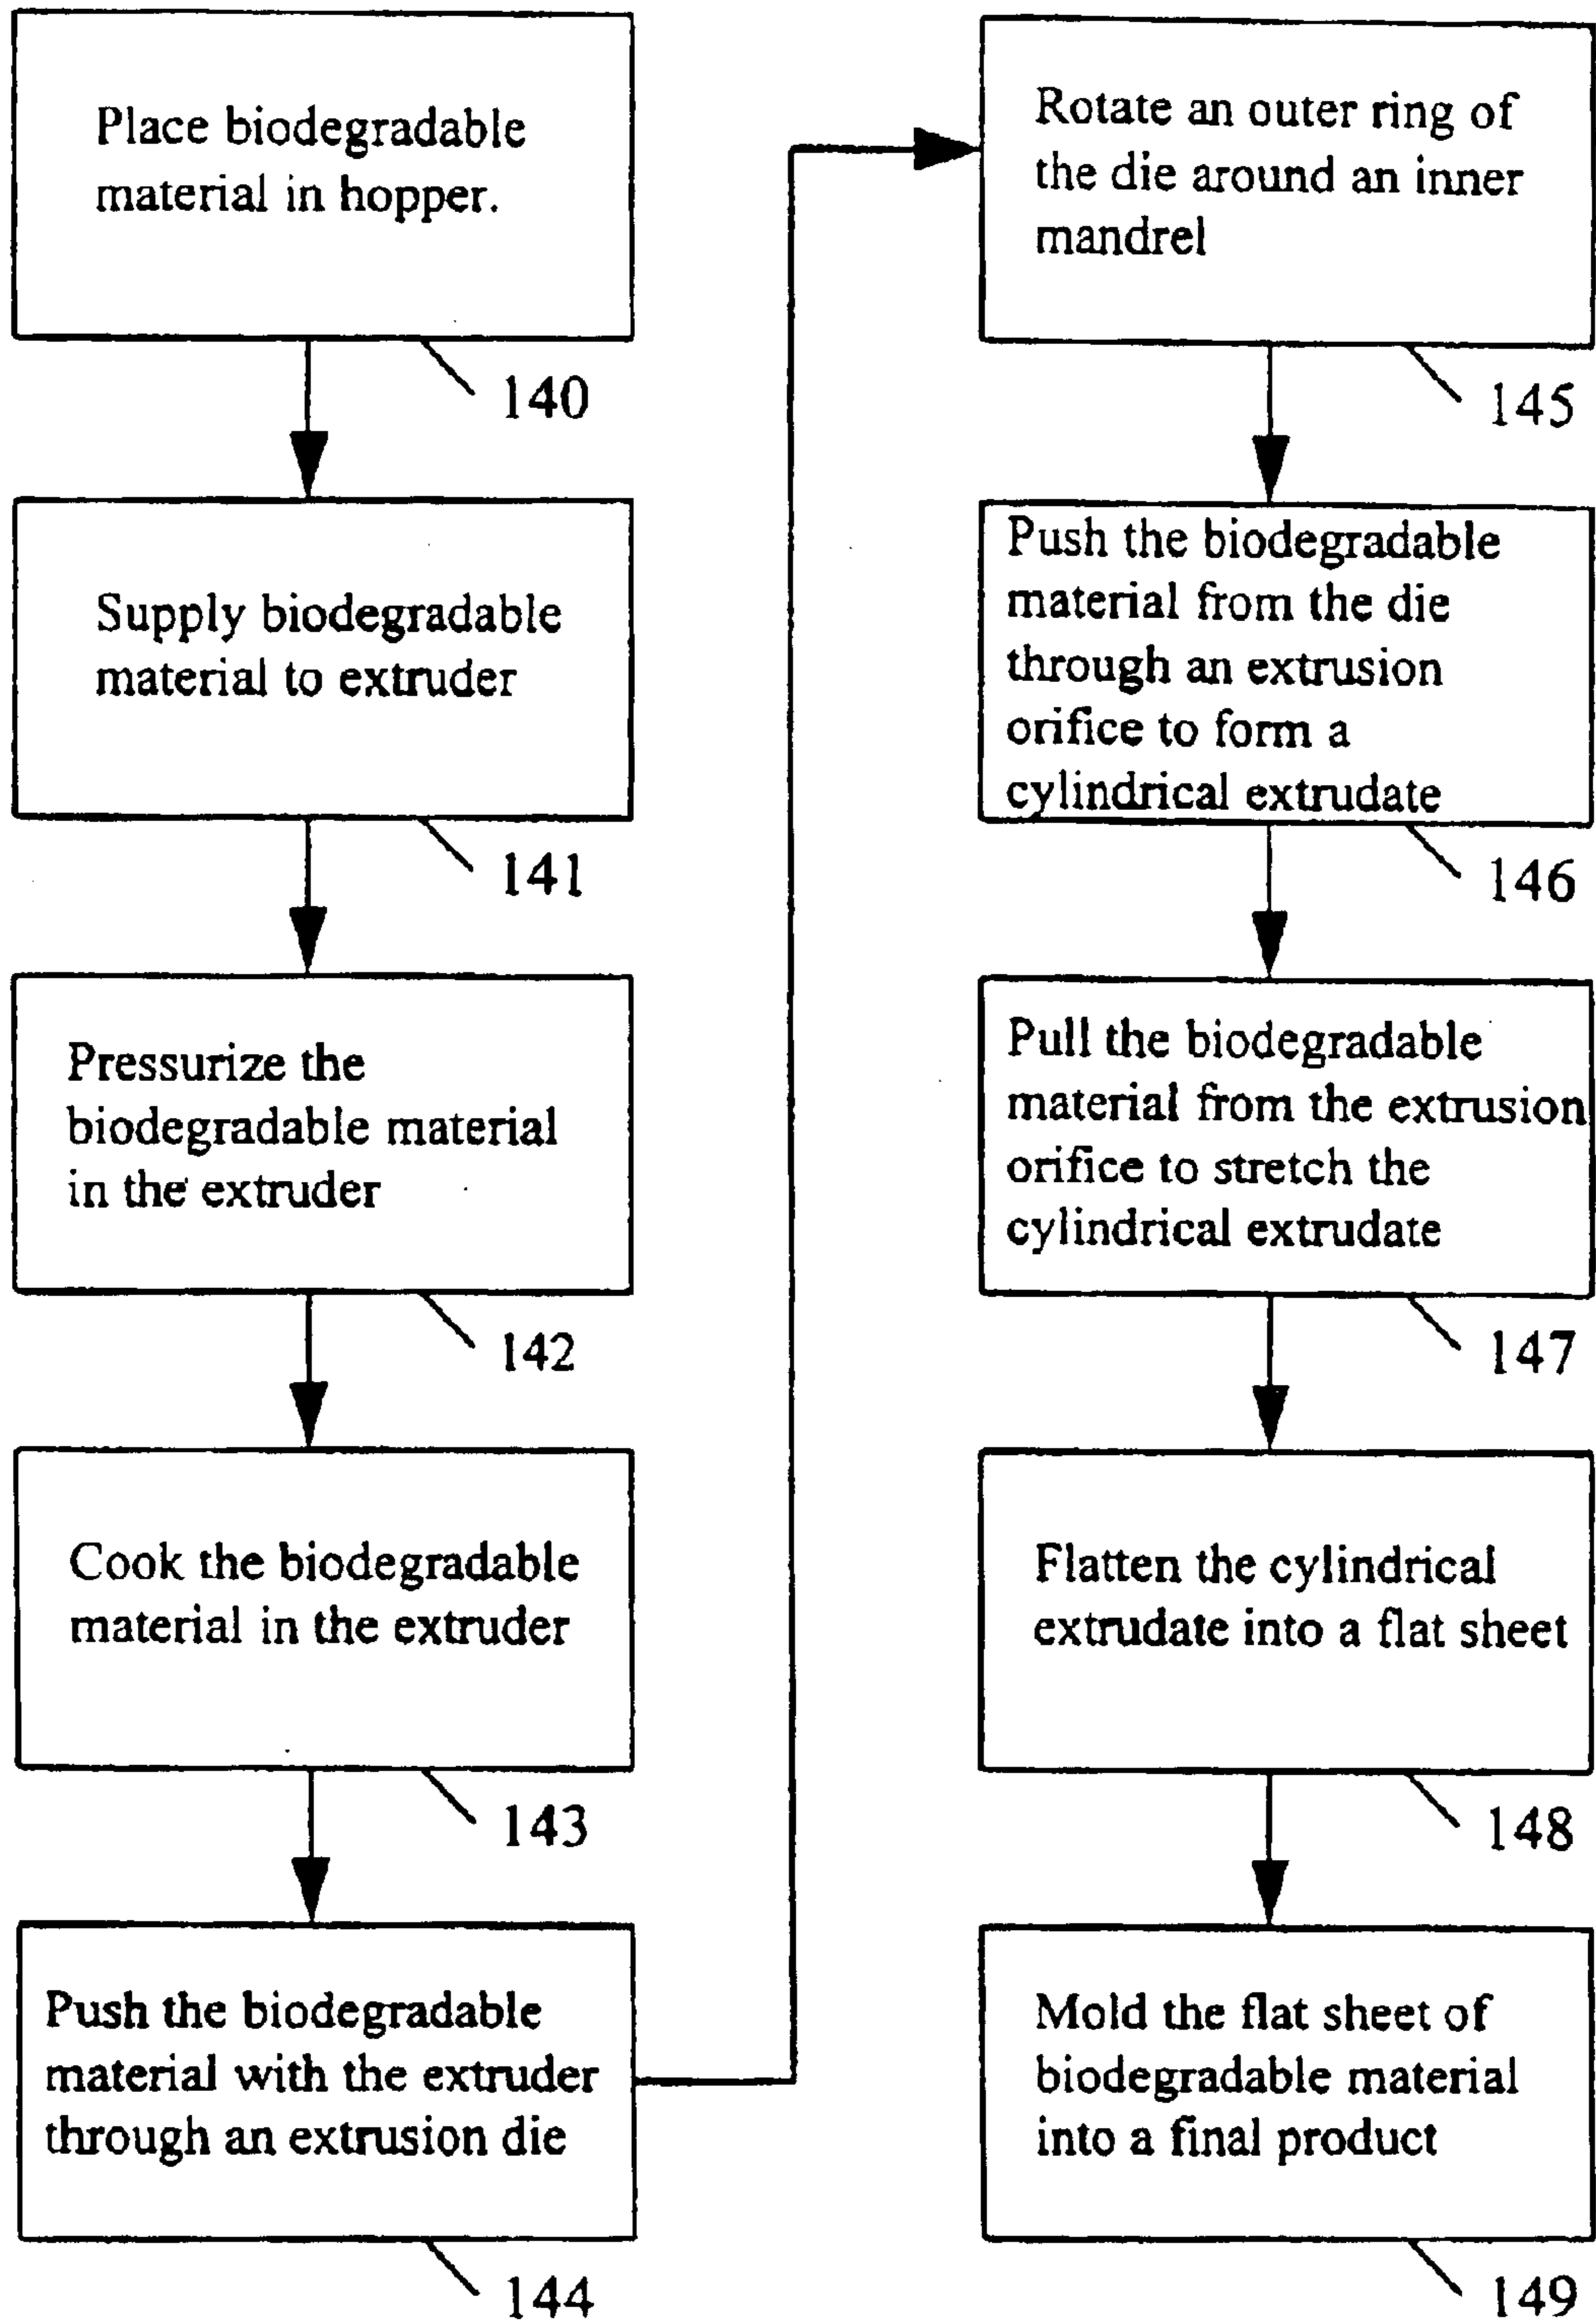 Place biodegradable
material in hopper.
140
Supply biodegradable
material to extruder
141
Pressurize the
biodegradable material
in the extruder
142
Cook the biodegradable
material in the extruder
143
Push the biodegradable
material with the extruder
through an extrusion die
144
Rotate an outer ring of
the die around an inner
mandrel
145
Push the biodegradable
material from the die
through an extrusion
orifice to form a
cylindrical extrudate
146
Pull the biodegradable
material from the extrusion
orifice to stretch the
cylindrical extrudate
147
Flatten the cylindrical
extrudate into a flat sheet
148
Mold the flat sheet of
biodegradable material
into a final product
149